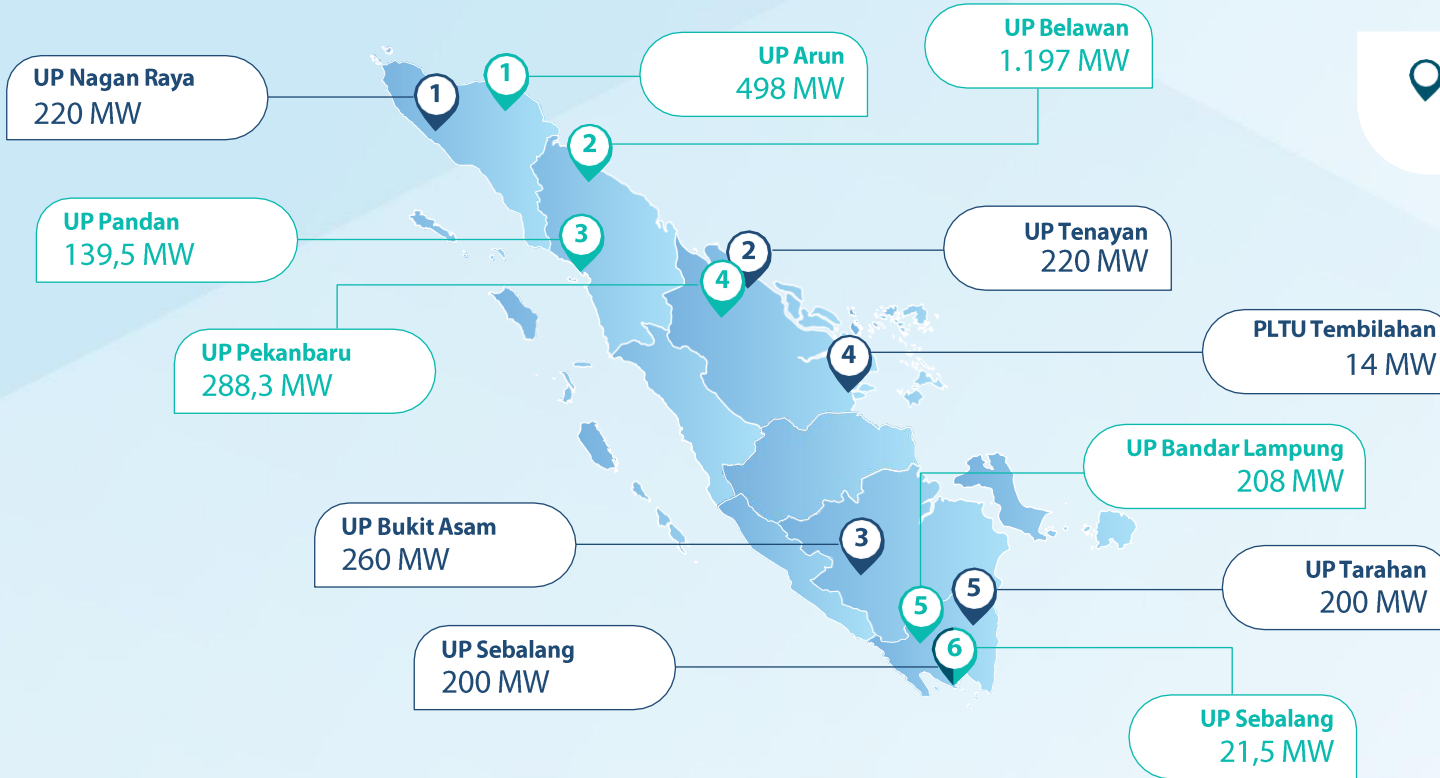 UP Nagan Raya
220 MW
UP Arun
498 MW
UP Belawan
1.197 MW
1
1
2
UP Pandan
139,5 MW
3
UP Tenayan
220 MW
2
4
UP Pekanbaru
288,3 MW
PLTU Tembilahan
14 MW
4
UP Bandar Lampung
208 MW
UP Bukit Asam
260 MW
3
UP Tarahan
200 MW
5
5
UP Sebalang
200 MW
6
UP Sebalang
21,5 MW